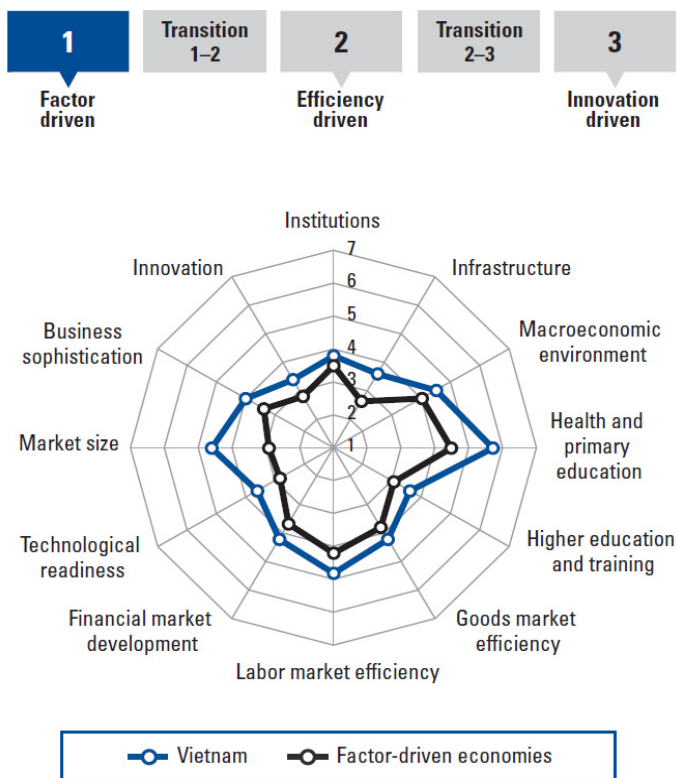 1
Transition
1–2
2
Transition
2–3
3
Factor
driven
Efficiency
driven
Innovation
driven
Institutions
7
Innovation
Infrastructure
6
5
Business
sophistication
Macroeconomic
environment
4
3
2
Market size
1
Health and
primary
education
Technological
readiness
Higher education
and training
Financial market
development
Goods market
efficiency
Labor market efficiency
Vietnam
Factor-driven economies